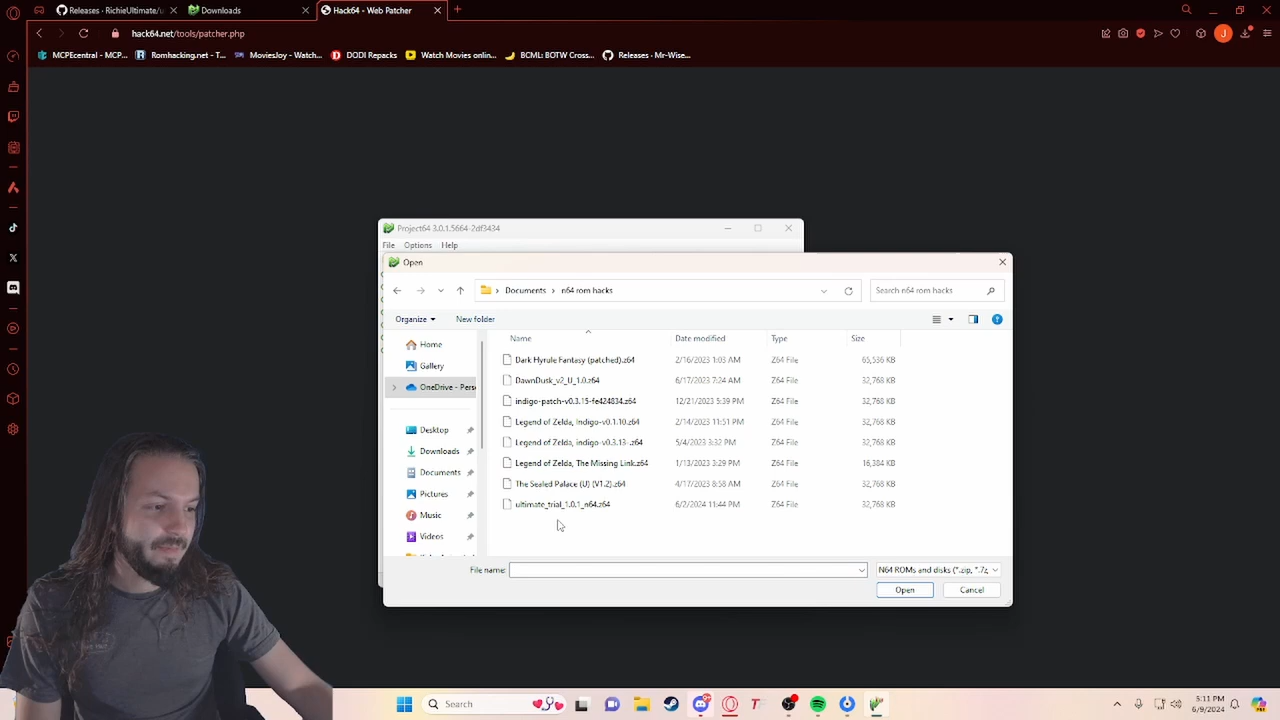 Releases · RichieUltimate/u
Downloads
Hack64 - Web Patcher
hack64.net/tools/patcher.php
J
MCPEcentral - MCP...
Romhacking.net - T...
MoviesJoy - Watch...
DODI Repacks
Watch Movies onlin...
BCML: BOTW Cross...
Releases · Mr-Wise...
Project64 3.0.1.5664-2df3434
File Options Help
Open
Documents > n64 rom hacks
Search n64 rom hacks
Organize New folder
Name Date modified Type Size
Home
Gallery
OneDrive - Perso
Desktop
Downloads
Documents
Pictures
Music
Videos
Dark Hyrule Fantasy (patched).z64 2/16/2023 1:03 AM Z64 File 65,536 KB
DawnDusk_v2_U_1.0.z64 6/17/2023 7:24 AM Z64 File 32,768 KB
indigo-patch-v0.3.15-fe424834.z64 12/21/2023 5:39 PM Z64 File 32,768 KB
Legend of Zelda, Indigo-v0.1.10.z64 2/14/2023 11:51 PM Z64 File 32,768 KB
Legend of Zelda, indigo-v0.3.13-.z64 5/4/2023 3:32 PM Z64 File 32,768 KB
Legend of Zelda, The Missing Link.z64 1/13/2023 3:29 PM Z64 File 16,384 KB
The Sealed Palace (U) (V1.2).z64 4/17/2023 8:58 AM Z64 File 32,768 KB
ultimate_trial_1.0.1_n64.z64 6/2/2024 11:44 PM Z64 File 32,768 KB
File name:
N64 ROMs and disks (*.zip, *.7z,
Open Cancel
Search
5:11 PM
6/9/2024